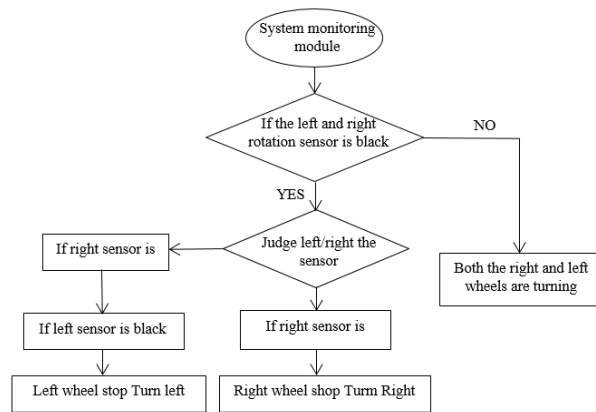 System monitoring
module
If the left and right
rotation sensor is black
NO
YES
If right sensor is
Judge left/right the
sensor
Both the right and left
wheels are turning
If left sensor is black
If right sensor is
Left wheel stop Turn left
Right wheel shop Turm Right